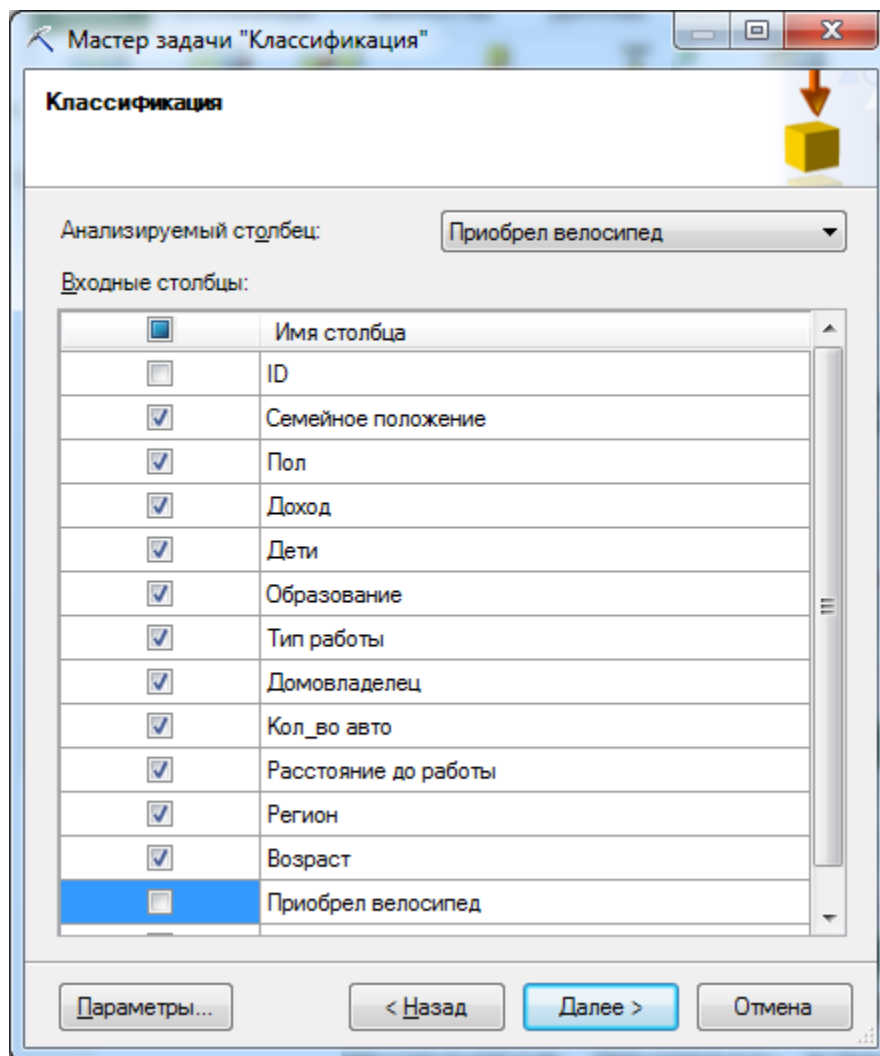 Мастер задачи "Классификация"
Классификация
Анализируемый столбец: Приобрел велосипед
Входные столбцы:
Имя столбца
ID
Семейное положение
Пол
Доход
Дети
Образование
Тип работы
Домовладелец
Кол_во авто
Расстояние до работы
Регион
Возраст
Приобрел велосипед
Параметры... < Назад Далее > Отмена